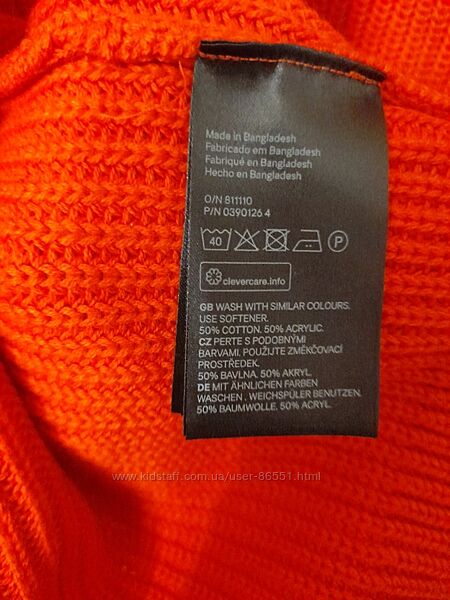 Made in Bangladesh
Fabricado em Bangladesh
Fabriqué en Bangladesh
Hecho en Bangladesh
O/N 811110
P/N 0390126 4
40
P
clevercare.info
GB WASH WITH SIMILAR COLOURS.
USE SOFTENER.
50% COTTON. 50% ACRYLIC.
CZ PERTE S PODOBNÝMI
BARVAMI. POUŽIJTE ZMĚKČOVACÍ
PROSTŘEDEK.
50% BAVLNA. 50% AKRYL.
DE MIT ÄHNLICHEN FARBEN
WASCHEN . WEICHSPÜLER BENUTZEN.
50% BAUMWOLLE. 50% ACRYL.
www.kidstaff.com.ua/user-86551.html